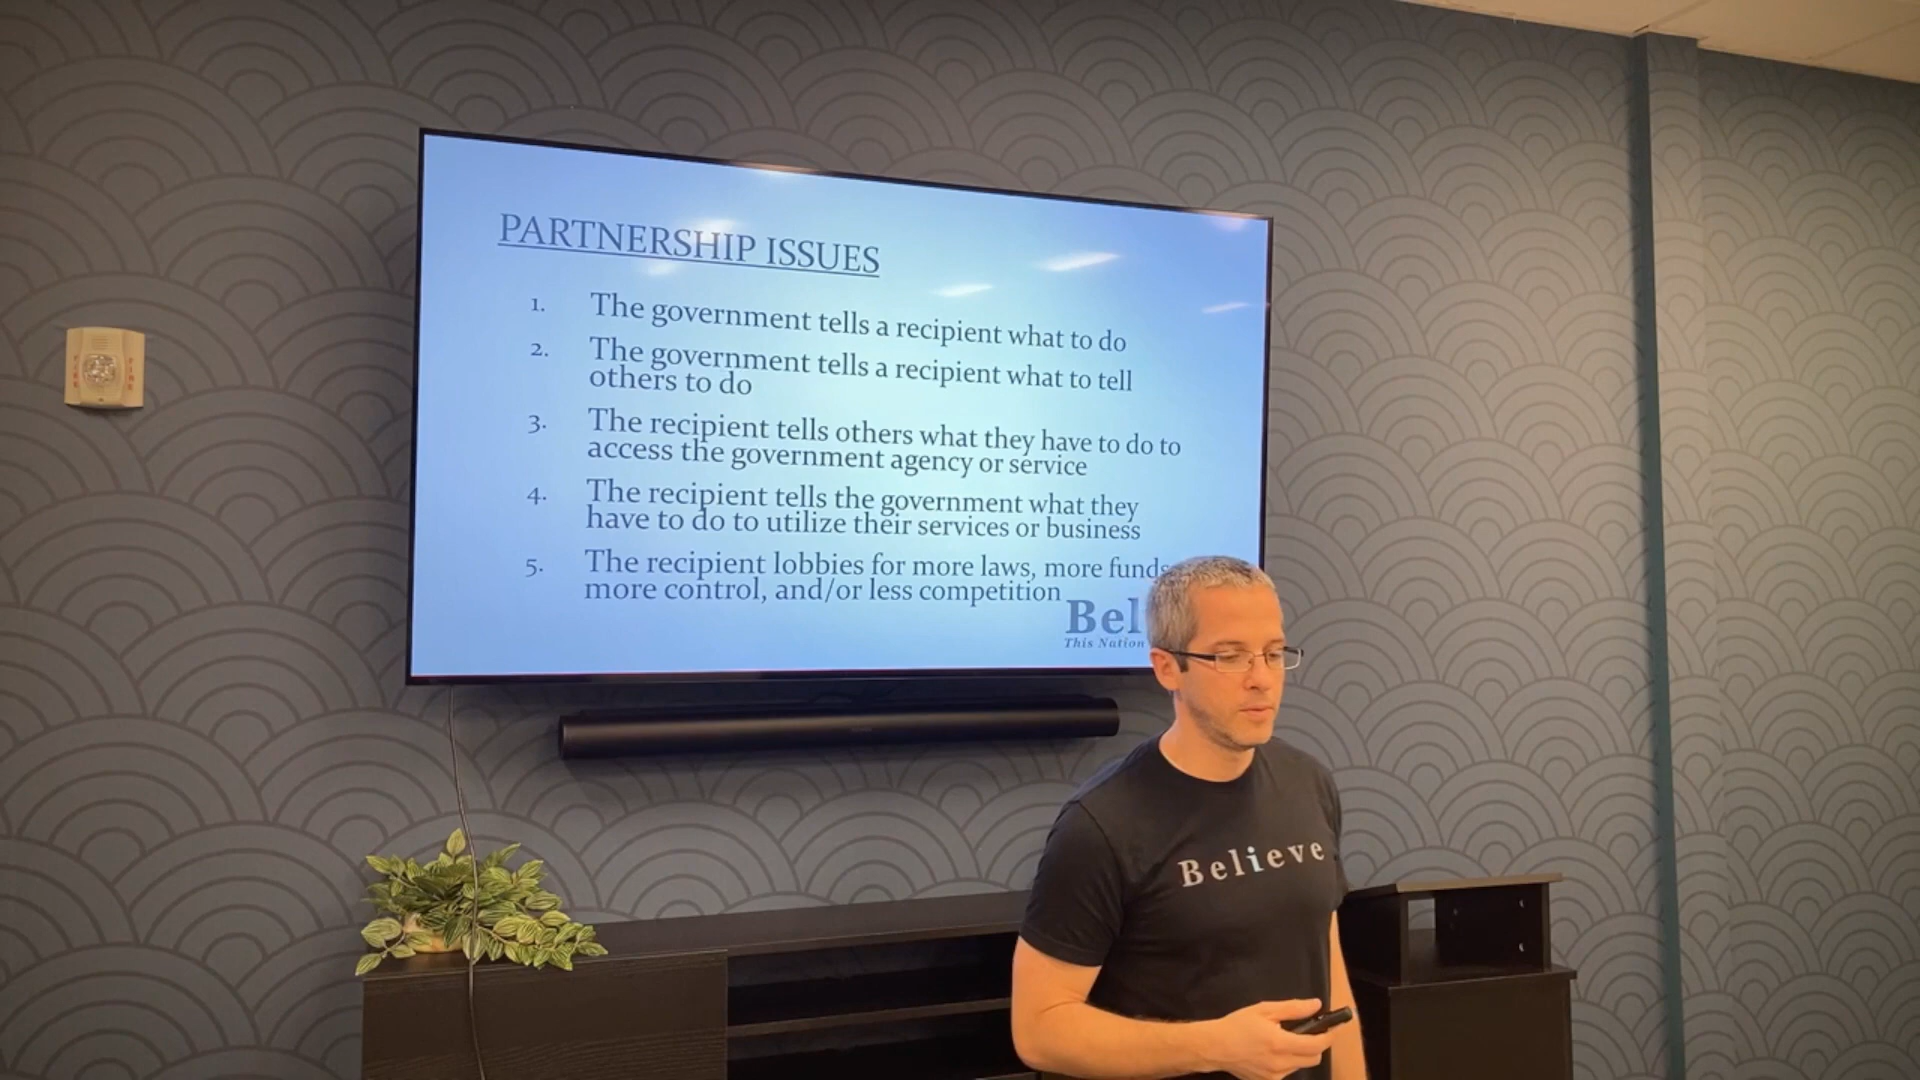 PARTNERSHIP ISSUES
1. The government tells a recipient what to do
2. The government tells a recipient what to tell
others to do
3. The recipient tells others what they have to do to
access the government agency or service
4. The recipient tells the government what they
have to do to utilize their services or business
5. The recipient lobbies for more laws, more funds
more control, and/or less competition
Bel
This Nation
Believe
FIRE
FIRE